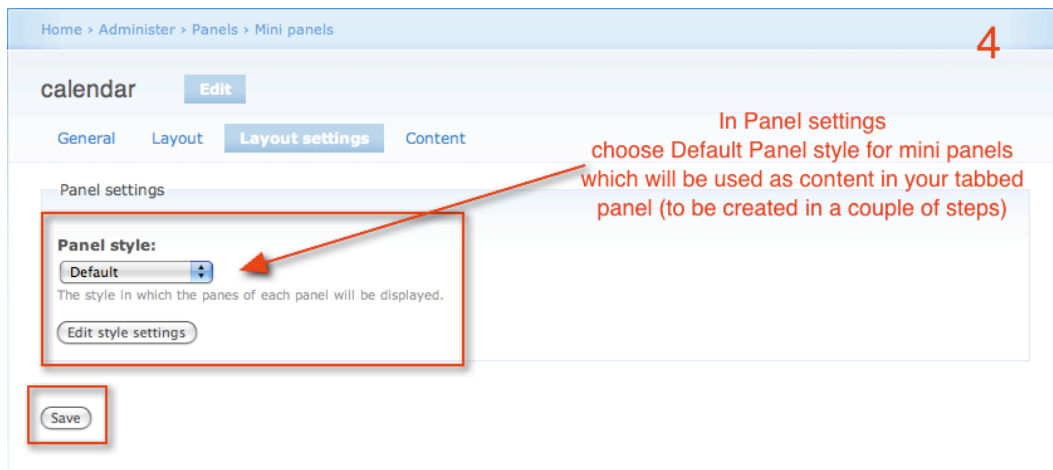 Home › Administer › Panels › Mini panels
4
calendar
Edit
General
Layout
Layout settings
Content
In Panel settings
choose Default Panel style for mini panels
which will be used as content in your tabbed
panel (to be created in a couple of steps)
Panel settings
Panel style:
Default
The style in which the panes of each panel will be displayed.
Edit style settings
Save